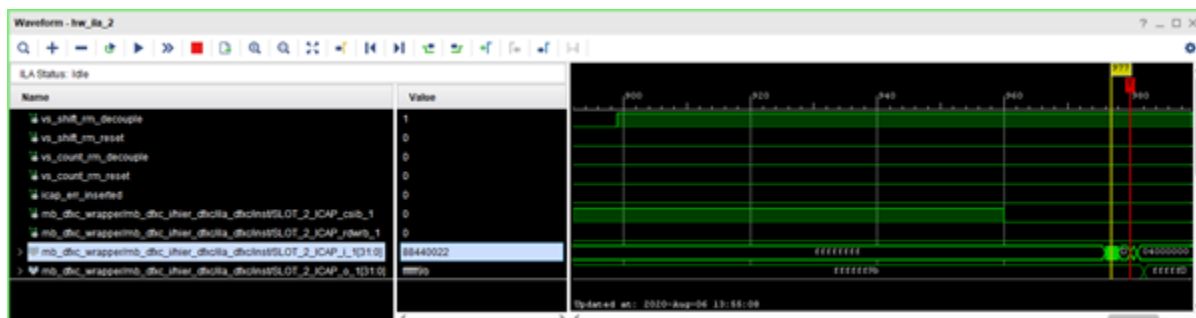 Waveform - hw_ila_2
ILA Status: Idle
Name Value
vs_shift_rm_decouple 1
vs_shift_rm_reset 0
vs_count_rm_decouple 0
vs_count_rm_reset 0
icap_err_inserted 0
mb_dfxc_wrapper/mb_dfxc_i/hier_dfxc/ila_dfxc/inst/SLOT_2_ICAP_csib_1 0
mb_dfxc_wrapper/mb_dfxc_i/hier_dfxc/ila_dfxc/inst/SLOT_2_ICAP_rdwrb_1 0
mb_dfxc_wrapper/mb_dfxc_i/hier_dfxc/ila_dfxc/inst/SLOT_2_ICAP_i_1[31:0] 88440022
mb_dfxc_wrapper/mb_dfxc_i/hier_dfxc/ila_dfxc/inst/SLOT_2_ICAP_o_1[31:0]
977
900 920 940 960 980
ffffffff 04000000
ffffff9b
Updated at: 2020-Aug-06 13:55:08